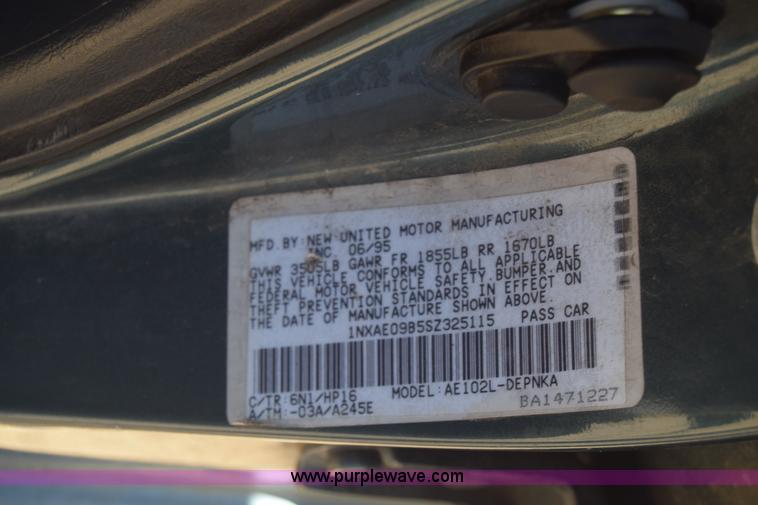 MFD. BY: NEW UNITED MOTOR MANUFACTURING
INC. 06/95
GVWR 3505LB GAWR FR 1855LB RR 1670LB
THIS VEHICLE CONFORMS TO ALL APPLICABLE
FEDERAL MOTOR VEHICLE SAFETY, BUMPER, AND
THEFT PREVENTION STANDARDS IN EFFECT ON
THE DATE OF MANUFACTURE SHOWN ABOVE.
1NXAE09B5SZ325115 PASS CAR
C/TR: 6N1/HP16 MODEL: AE102L-DEPNKA
A/TM: -03A/A245E BA1471227
www.purplewave.com